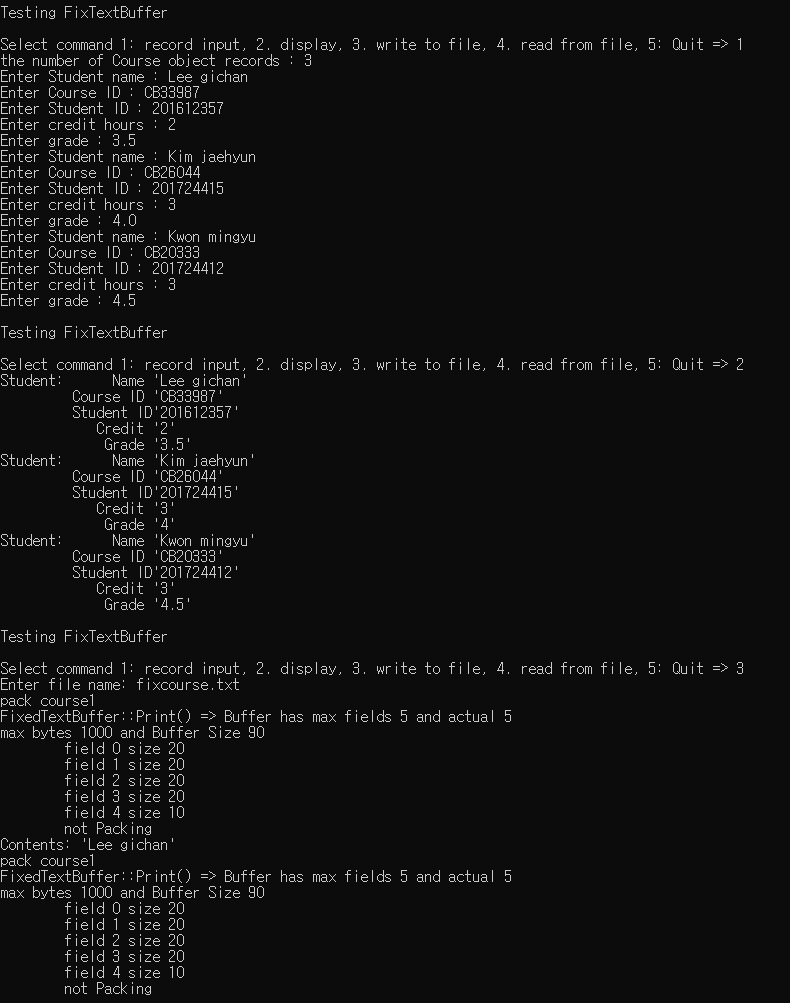 Testing FixTextBuffer
Select command 1: record input, 2. display, 3. write to file, 4. read from file, 5: Quit => 1
the number of Course object records : 3
Enter Student name : Lee gichan
Enter Course ID : CB33987
Enter Student ID : 201612357
Enter credit hours : 2
Enter grade : 3.5
Enter Student name : Kim jaehyun
Enter Course ID : CB26044
Enter Student ID : 201724415
Enter credit hours : 3
Enter grade : 4.0
Enter Student name : Kwon mingyu
Enter Course ID : CB20333
Enter Student ID : 201724412
Enter credit hours : 3
Enter grade : 4.5
Testing FixTextBuffer
Select command 1: record input, 2. display, 3. write to file, 4. read from file, 5: Quit => 2
Student:      Name 'Lee gichan'
Course ID 'CB33987'
Student ID'201612357'
Credit '2'
Grade '3.5'
Student:      Name 'Kim jaehyun'
Course ID 'CB26044'
Student ID'201724415'
Credit '3'
Grade '4'
Student:      Name 'Kwon mingyu'
Course ID 'CB20333'
Student ID'201724412'
Credit '3'
Grade '4.5'
Testing FixTextBuffer
Select command 1: record input, 2. display, 3. write to file, 4. read from file, 5: Quit => 3
Enter file name: fixcourse.txt
pack course1
FixedTextBuffer::Print() => Buffer has max fields 5 and actual 5
max bytes 1000 and Buffer Size 90
field 0 size 20
field 1 size 20
field 2 size 20
field 3 size 20
field 4 size 10
not Packing
Contents: 'Lee gichan'
pack course1
FixedTextBuffer::Print() => Buffer has max fields 5 and actual 5
max bytes 1000 and Buffer Size 90
field 0 size 20
field 1 size 20
field 2 size 20
field 3 size 20
field 4 size 10
not Packing